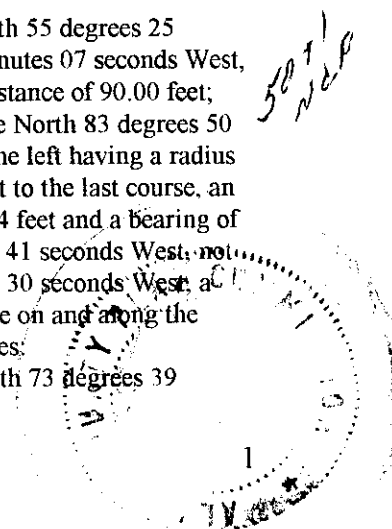 th 55 degrees 25
nutes 07 seconds West,
stance of 90.00 feet;
e North 83 degrees 50
ne left having a radius
t to the last course, an
4 feet and a bearing of
41 seconds West, not
30 seconds West, a
e on and along the
es;
th 73 degrees 39
1